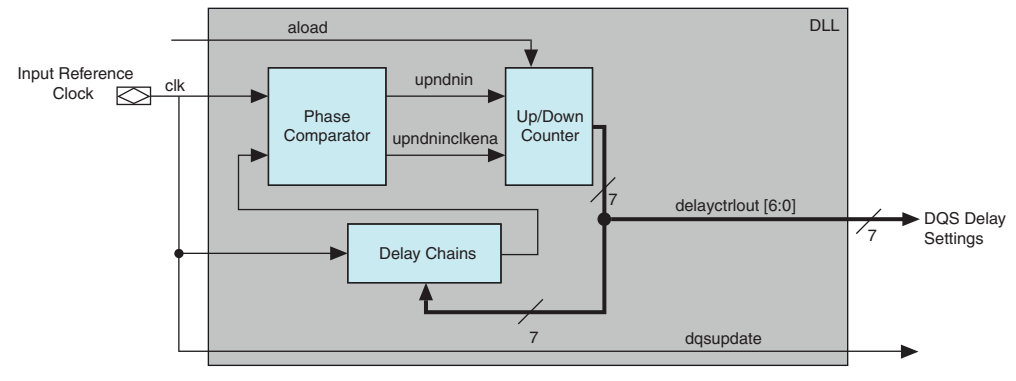 aload
DLL
Input Reference
Clock
clk
Phase
Comparator
upndnin
upndninclkena
Up/Down
Counter
7
delayctrlout [6:0]
7
DQS Delay
Settings
Delay Chains
7
dqsupdate